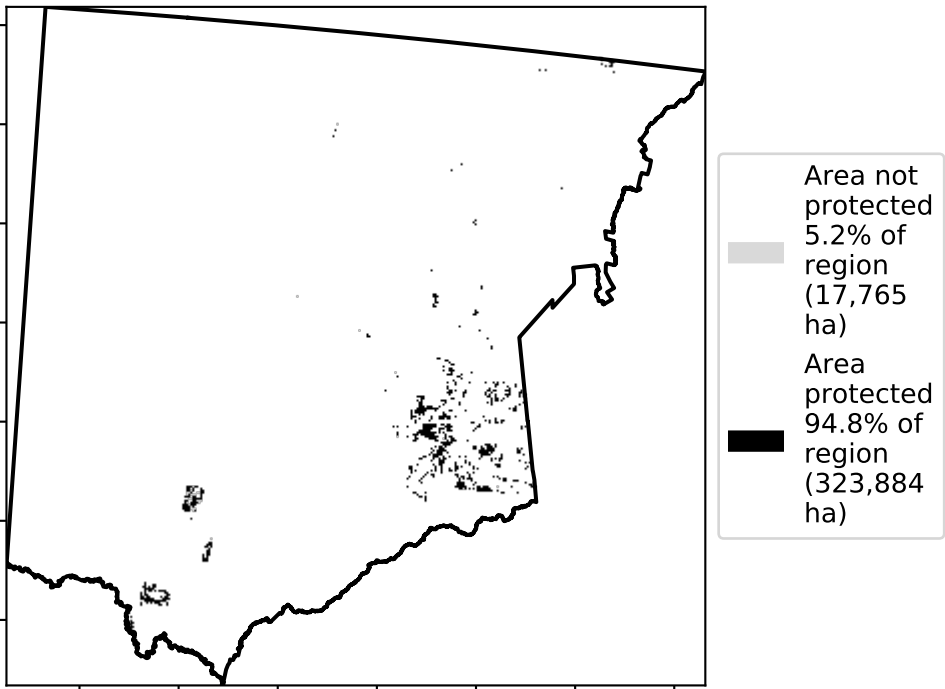 Area not
protected
5.2% of
region
(17,765
ha)
Area
protected
94.8% of
region
(323,884
ha)